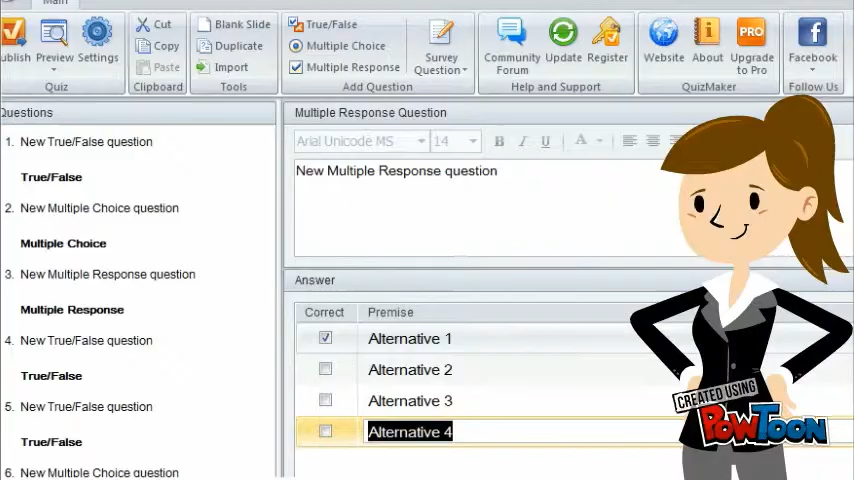 Main
Publish
Preview
Settings
Quiz
Cut
Copy
Paste
Clipboard
Blank Slide
Duplicate
Import
Tools
True/False
Multiple Choice
Multiple Response
Survey
Question
Add Question
Community
Forum
Update
Register
Help and Support
Website
About
PRO
Upgrade
to Pro
QuizMaker
Facebook
Follow Us
Questions
1. New True/False question
True/False
2. New Multiple Choice question
Multiple Choice
3. New Multiple Response question
Multiple Response
4. New True/False question
True/False
5. New True/False question
True/False
6. New Multiple Choice question
Multiple Response Question
Arial Unicode MS
14
B I U A
New Multiple Response question
Answer
Correct Premise
Alternative 1
Alternative 2
Alternative 3
Alternative 4
CREATED USING
POWTOON